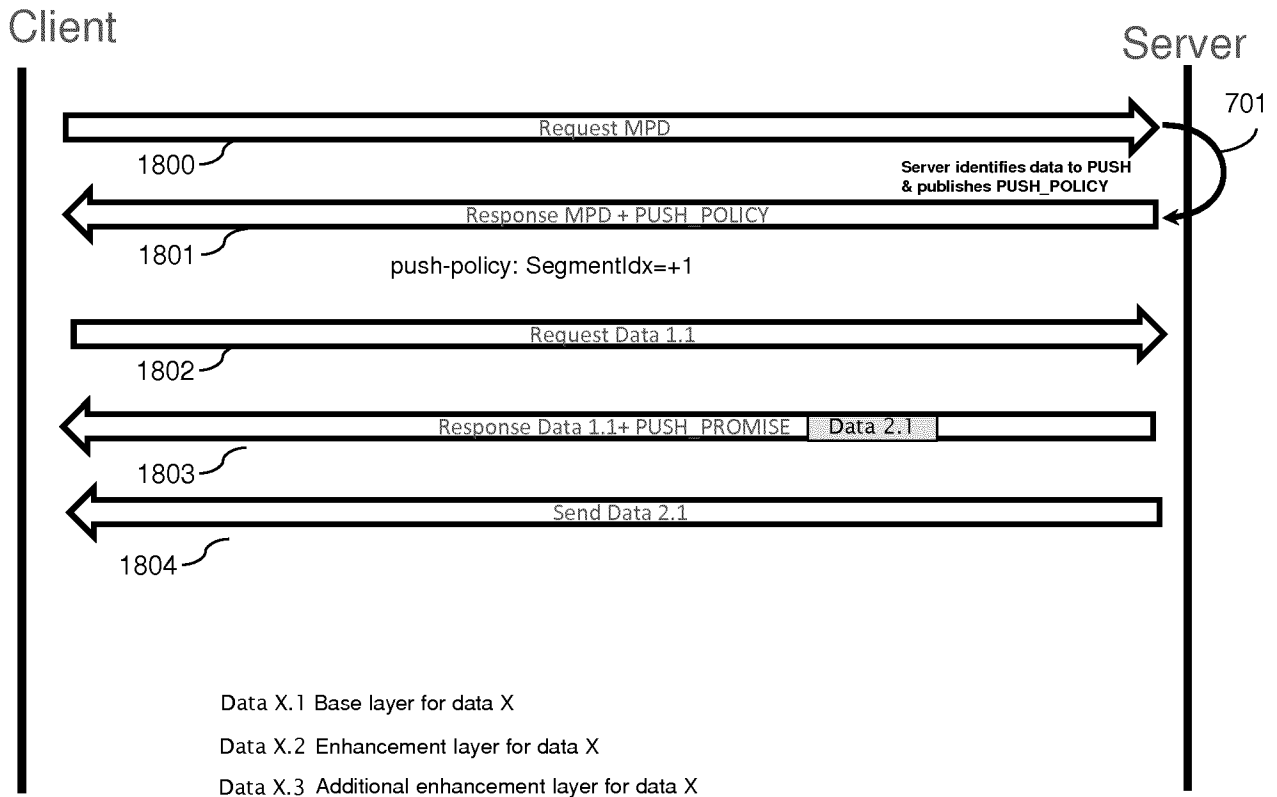 Client
Server
701
Request MPD
1800
Server identifies data to PUSH
& publishes PUSH_POLICY
Response MPD + PUSH_POLICY
1801
push-policy: SegmentIdx=+1
Request Data 1.1
1802
Response Data 1.1+ PUSH_PROMISE Data 2.1
1803
Send Data 2.1
1804
Data X.1 Base layer for data X
Data X.2 Enhancement layer for data X
Data X.3 Additional enhancement layer for data X